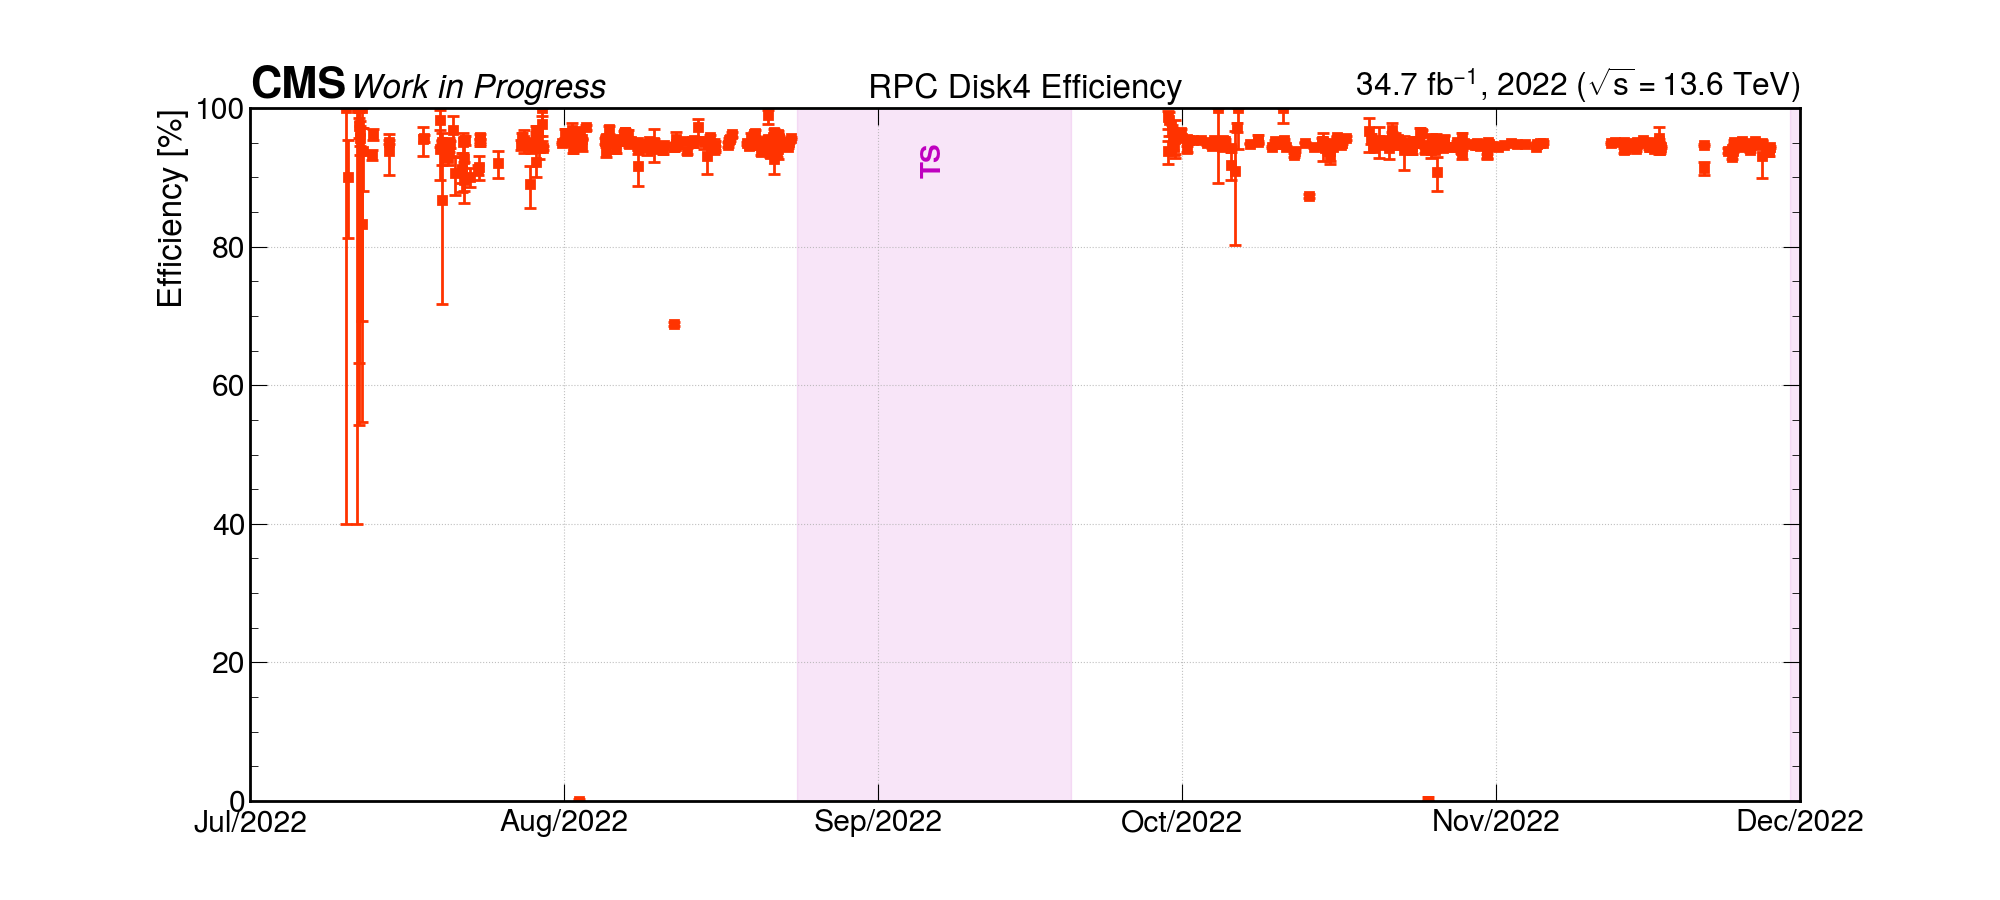 CMS Work in Progress RPC Disk4 Efficiency 34.7 fb⁻¹, 2022 (√s = 13.6 TeV)
Efficiency [%]
100
80
60
40
20
0
TS
Jul/2022 Aug/2022 Sep/2022 Oct/2022 Nov/2022 Dec/2022